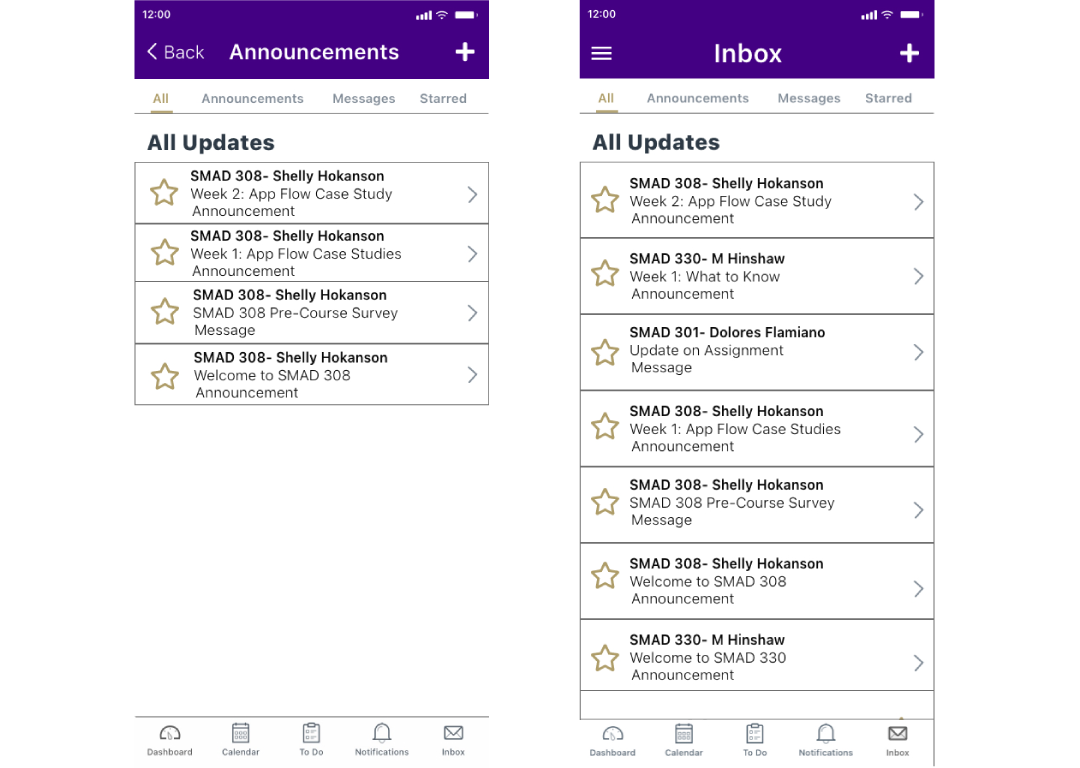 12:00
Back Announcements
All Announcements Messages Starred
All Updates
SMAD 308- Shelly Hokanson
Week 2: App Flow Case Study
Announcement
SMAD 308- Shelly Hokanson
Week 1: App Flow Case Studies
Announcement
SMAD 308- Shelly Hokanson
SMAD 308 Pre-Course Survey
Message
SMAD 308- Shelly Hokanson
Welcome to SMAD 308
Announcement
Dashboard Calendar To Do Notifications Inbox
12:00
Inbox
All Announcements Messages Starred
All Updates
SMAD 308- Shelly Hokanson
Week 2: App Flow Case Study
Announcement
SMAD 330- M Hinshaw
Week 1: What to Know
Announcement
SMAD 301- Dolores Flamiano
Update on Assignment
Message
SMAD 308- Shelly Hokanson
Week 1: App Flow Case Studies
Announcement
SMAD 308- Shelly Hokanson
SMAD 308 Pre-Course Survey
Message
SMAD 308- Shelly Hokanson
Welcome to SMAD 308
Announcement
SMAD 330- M Hinshaw
Welcome to SMAD 330
Announcement
Dashboard Calendar To Do Notifications Inbox